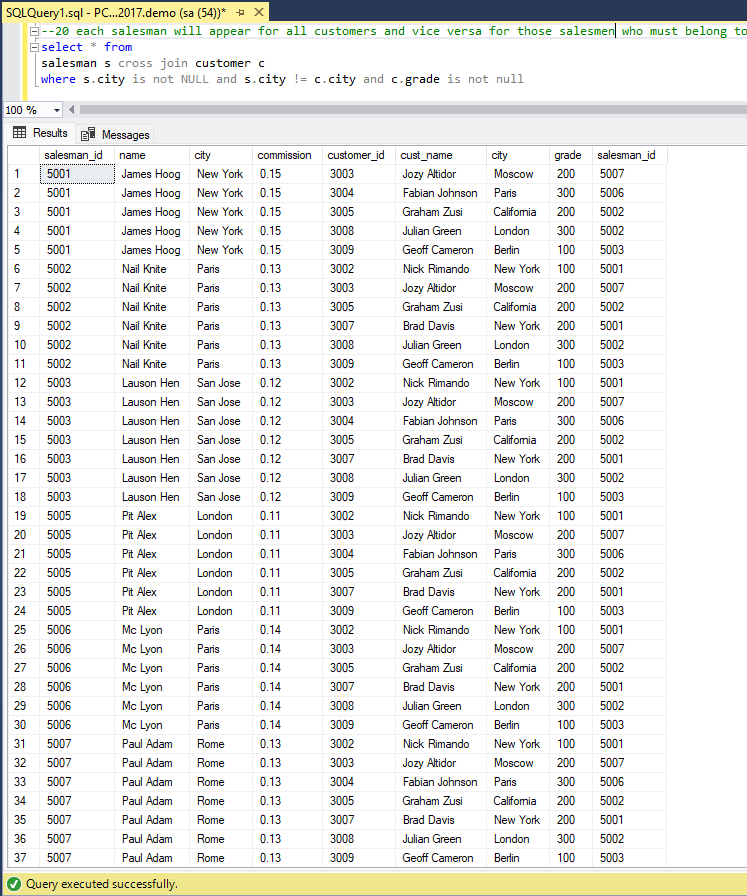 SQLQuery1.sql - PC...2017.demo (sa (54))*
--20 each salesman will appear for all customers and vice versa for those salesmen who must belong to
select * from
salesman s cross join customer c
where s.city is not NULL and s.city != c.city and c.grade is not null
100 %
Results Messages
salesman_id name city commission customer_id cust_name city grade salesman_id
1 5001 James Hoog New York 0.15 3003 Jozy Altidor Moscow 200 5007
2 5001 James Hoog New York 0.15 3004 Fabian Johnson Paris 300 5006
3 5001 James Hoog New York 0.15 3005 Graham Zusi California 200 5002
4 5001 James Hoog New York 0.15 3008 Julian Green London 300 5002
5 5001 James Hoog New York 0.15 3009 Geoff Cameron Berlin 100 5003
6 5002 Nail Knite Paris 0.13 3002 Nick Rimando New York 100 5001
7 5002 Nail Knite Paris 0.13 3003 Jozy Altidor Moscow 200 5007
8 5002 Nail Knite Paris 0.13 3005 Graham Zusi California 200 5002
9 5002 Nail Knite Paris 0.13 3007 Brad Davis New York 200 5001
10 5002 Nail Knite Paris 0.13 3008 Julian Green London 300 5002
11 5002 Nail Knite Paris 0.13 3009 Geoff Cameron Berlin 100 5003
12 5003 Lauson Hen San Jose 0.12 3002 Nick Rimando New York 100 5001
13 5003 Lauson Hen San Jose 0.12 3003 Jozy Altidor Moscow 200 5007
14 5003 Lauson Hen San Jose 0.12 3004 Fabian Johnson Paris 300 5006
15 5003 Lauson Hen San Jose 0.12 3005 Graham Zusi California 200 5002
16 5003 Lauson Hen San Jose 0.12 3007 Brad Davis New York 200 5001
17 5003 Lauson Hen San Jose 0.12 3008 Julian Green London 300 5002
18 5003 Lauson Hen San Jose 0.12 3009 Geoff Cameron Berlin 100 5003
19 5005 Pit Alex London 0.11 3002 Nick Rimando New York 100 5001
20 5005 Pit Alex London 0.11 3003 Jozy Altidor Moscow 200 5007
21 5005 Pit Alex London 0.11 3004 Fabian Johnson Paris 300 5006
22 5005 Pit Alex London 0.11 3005 Graham Zusi California 200 5002
23 5005 Pit Alex London 0.11 3007 Brad Davis New York 200 5001
24 5005 Pit Alex London 0.11 3009 Geoff Cameron Berlin 100 5003
25 5006 Mc Lyon Paris 0.14 3002 Nick Rimando New York 100 5001
26 5006 Mc Lyon Paris 0.14 3003 Jozy Altidor Moscow 200 5007
27 5006 Mc Lyon Paris 0.14 3005 Graham Zusi California 200 5002
28 5006 Mc Lyon Paris 0.14 3007 Brad Davis New York 200 5001
29 5006 Mc Lyon Paris 0.14 3008 Julian Green London 300 5002
30 5006 Mc Lyon Paris 0.14 3009 Geoff Cameron Berlin 100 5003
31 5007 Paul Adam Rome 0.13 3002 Nick Rimando New York 100 5001
32 5007 Paul Adam Rome 0.13 3003 Jozy Altidor Moscow 200 5007
33 5007 Paul Adam Rome 0.13 3004 Fabian Johnson Paris 300 5006
34 5007 Paul Adam Rome 0.13 3005 Graham Zusi California 200 5002
35 5007 Paul Adam Rome 0.13 3007 Brad Davis New York 200 5001
36 5007 Paul Adam Rome 0.13 3008 Julian Green London 300 5002
37 5007 Paul Adam Rome 0.13 3009 Geoff Cameron Berlin 100 5003
Query executed successfully.